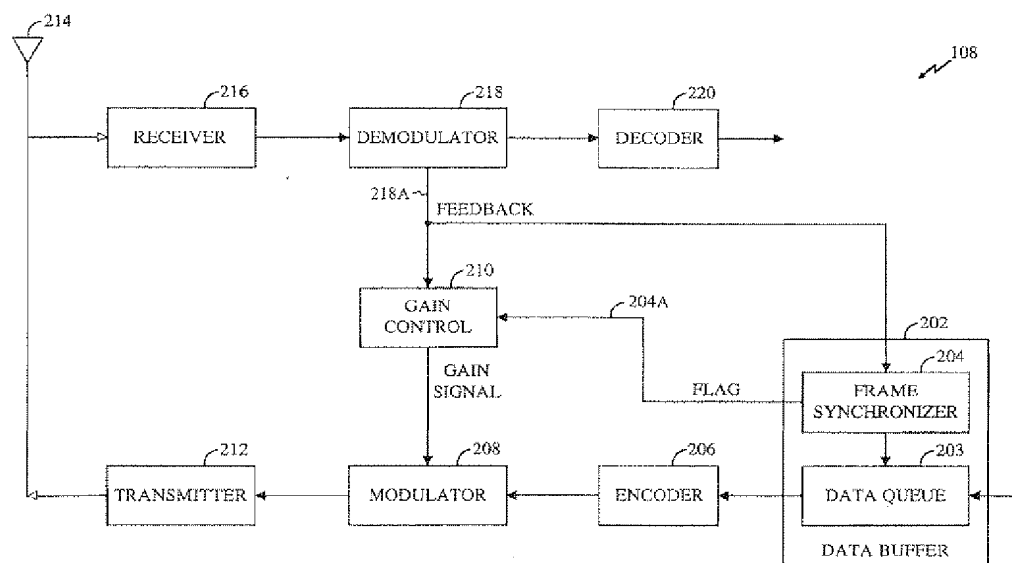 214
108
216
218
220
RECEIVER
DEMODULATOR
DECODER
218A
FEEDBACK
210
GAIN
CONTROL
204A
202
204
GAIN
SIGNAL
FLAG
FRAME
SYNCHRONIZER
212
208
206
203
TRANSMITTER
MODULATOR
ENCODER
DATA QUEUE
DATA BUFFER